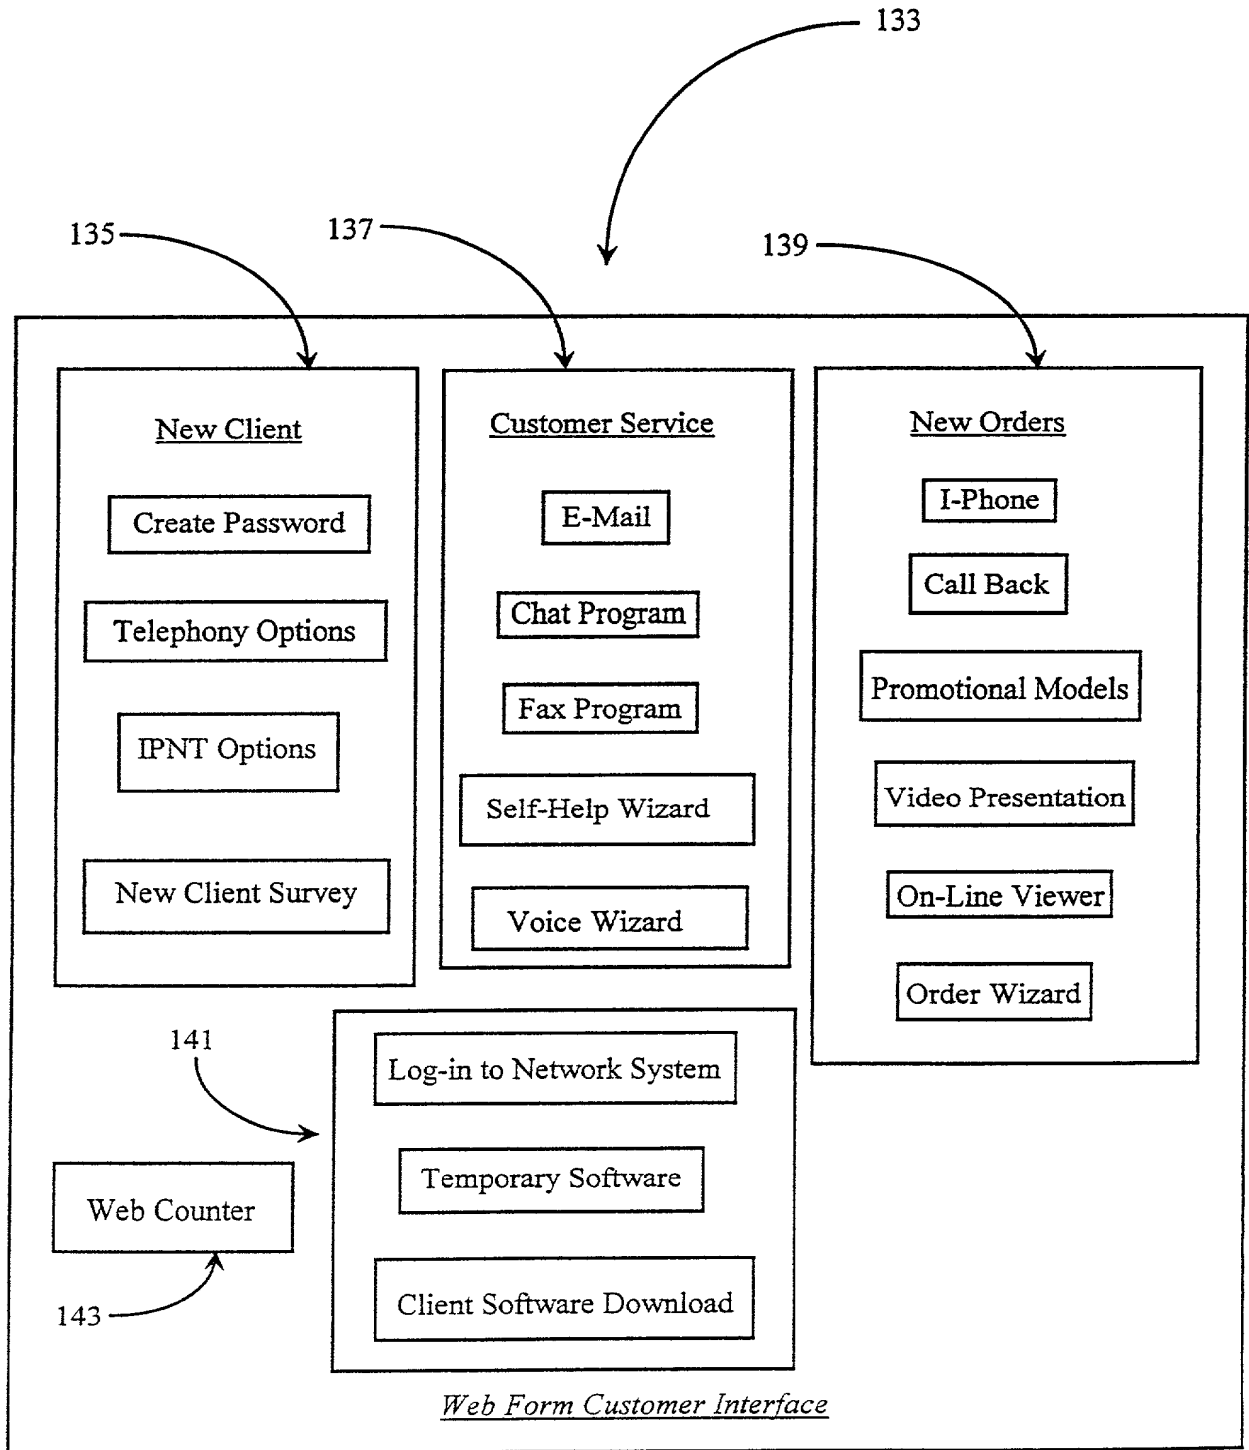 133
135
137
139
New Client
Create Password
Telephony Options
IPNT Options
New Client Survey
Customer Service
E-Mail
Chat Program
Fax Program
Self-Help Wizard
Voice Wizard
New Orders
I-Phone
Call Back
Promotional Models
Video Presentation
On-Line Viewer
Order Wizard
141
Log-in to Network System
Temporary Software
Client Software Download
Web Counter
143
Web Form Customer Interface